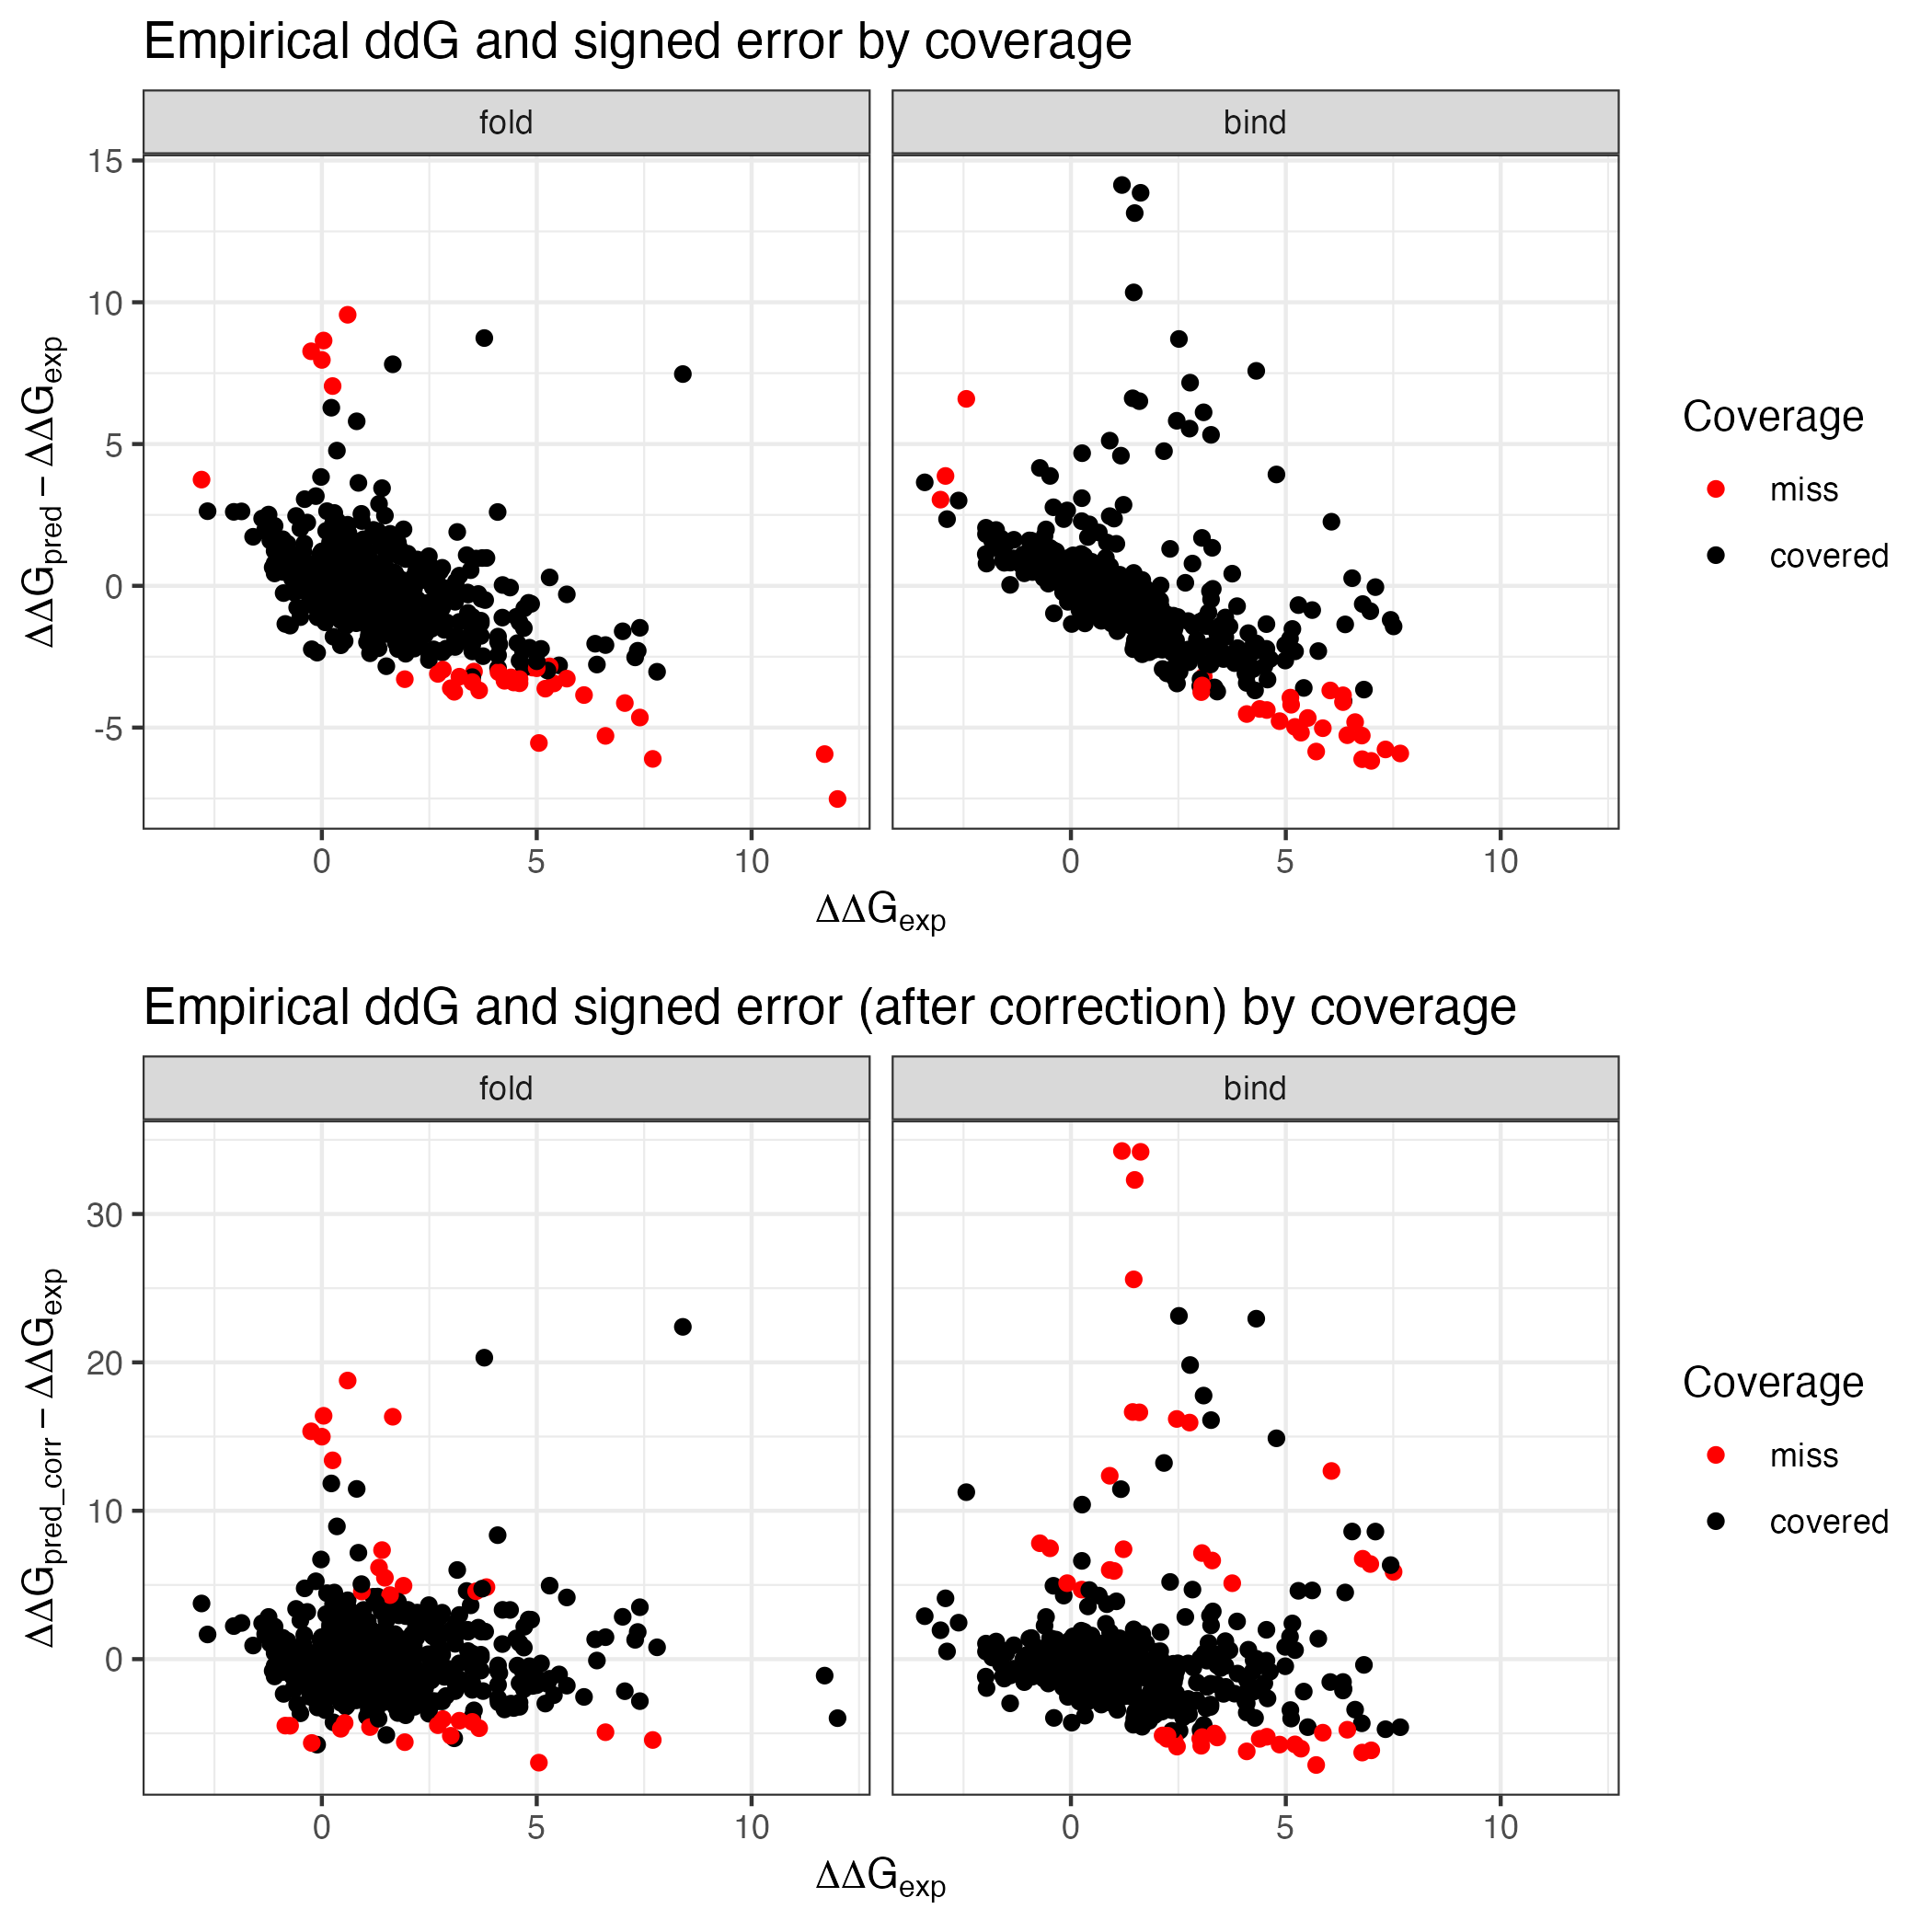 Empirical ddG and signed error by coverage
fold
bind
15
10
5
0
-5
ΔΔGpred − ΔΔGexp
0
5
10
0
5
10
ΔΔGexp
Coverage
miss
covered
Empirical ddG and signed error (after correction) by coverage
fold
bind
30
20
10
0
ΔΔGpred_corr − ΔΔGexp
0
5
10
0
5
10
ΔΔGexp
Coverage
miss
covered